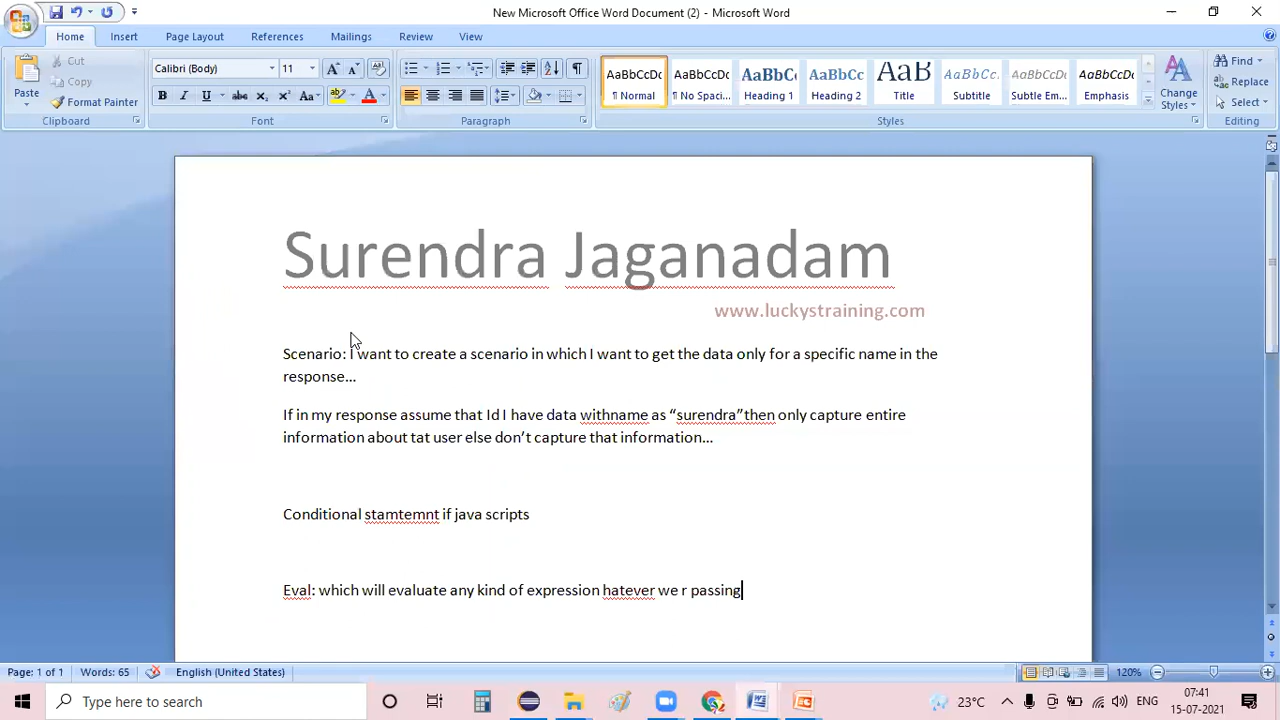 New Microsoft Office Word Document (2) - Microsoft Word
Home Insert Page Layout References Mailings Review View
Paste
Cut
Copy
Format Painter
Clipboard
Calibri (Body) 11
Font
Paragraph
AaBbCcDc AaBbCcDc AaBbC AaBbCc AaB AaBbCc. AaBbCcDc AaBbCcDc
¶ Normal ¶ No Spaci... Heading 1 Heading 2 Title Subtitle Subtle Em... Emphasis
Styles
Change
Styles
Find
Replace
Select
Editing
Surendra Jaganadam
www.luckystraining.com
Scenario: I want to create a scenario in which I want to get the data only for a specific name in the
response...
If in my response assume that Id I have data withname as “surendra”then only capture entire
information about tat user else don’t capture that information...
Conditional stamtemnt if java scripts
Eval: which will evaluate any kind of expression hatever we r passing
Page: 1 of 1 Words: 65 English (United States) 120%
Type here to search
23°C ENG 07:41
15-07-2021